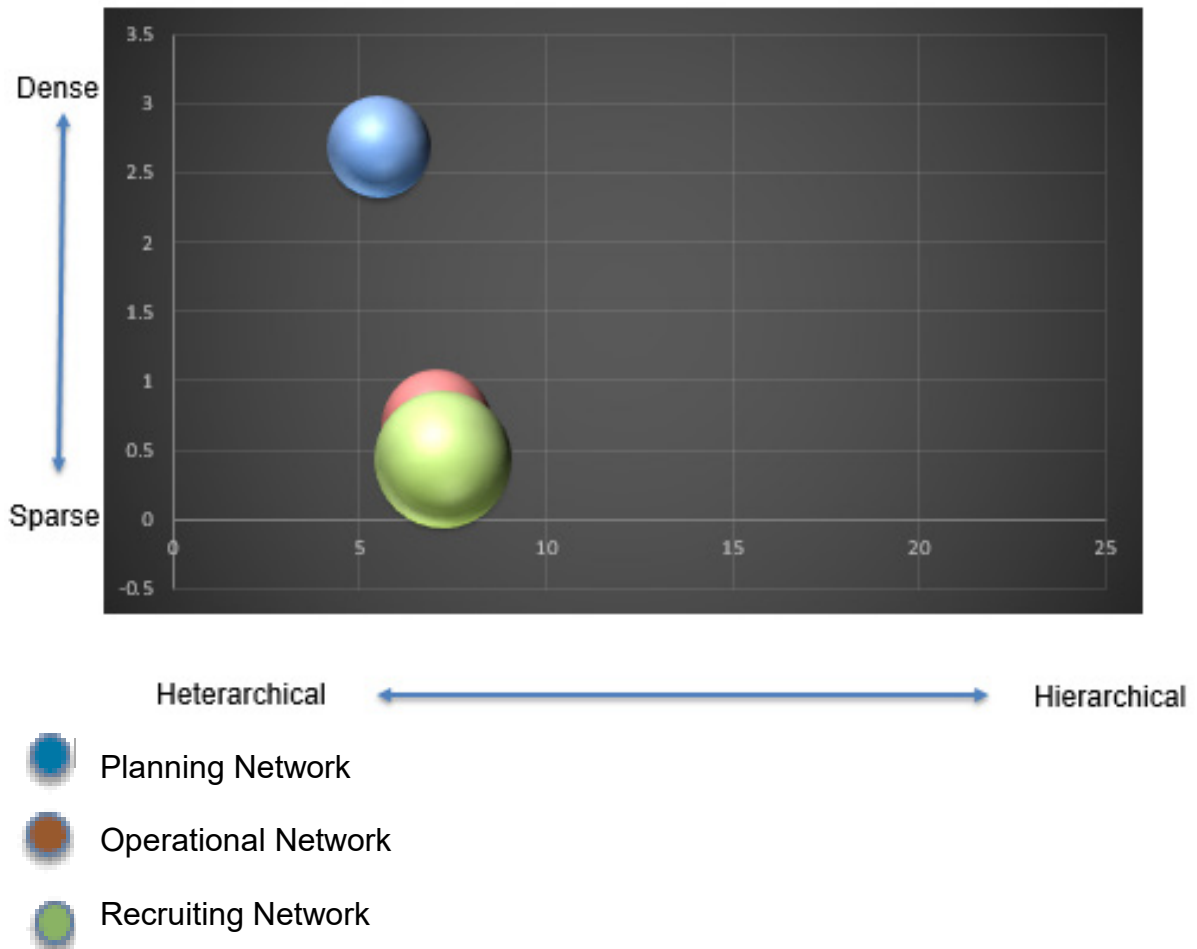 3.5
Dense
3
2.5
2
1.5
1
0.5
Sparse
0
0 5 10 15 20 25
-0.5
Heterarchical Hierarchical
Planning Network
Operational Network
Recruiting Network